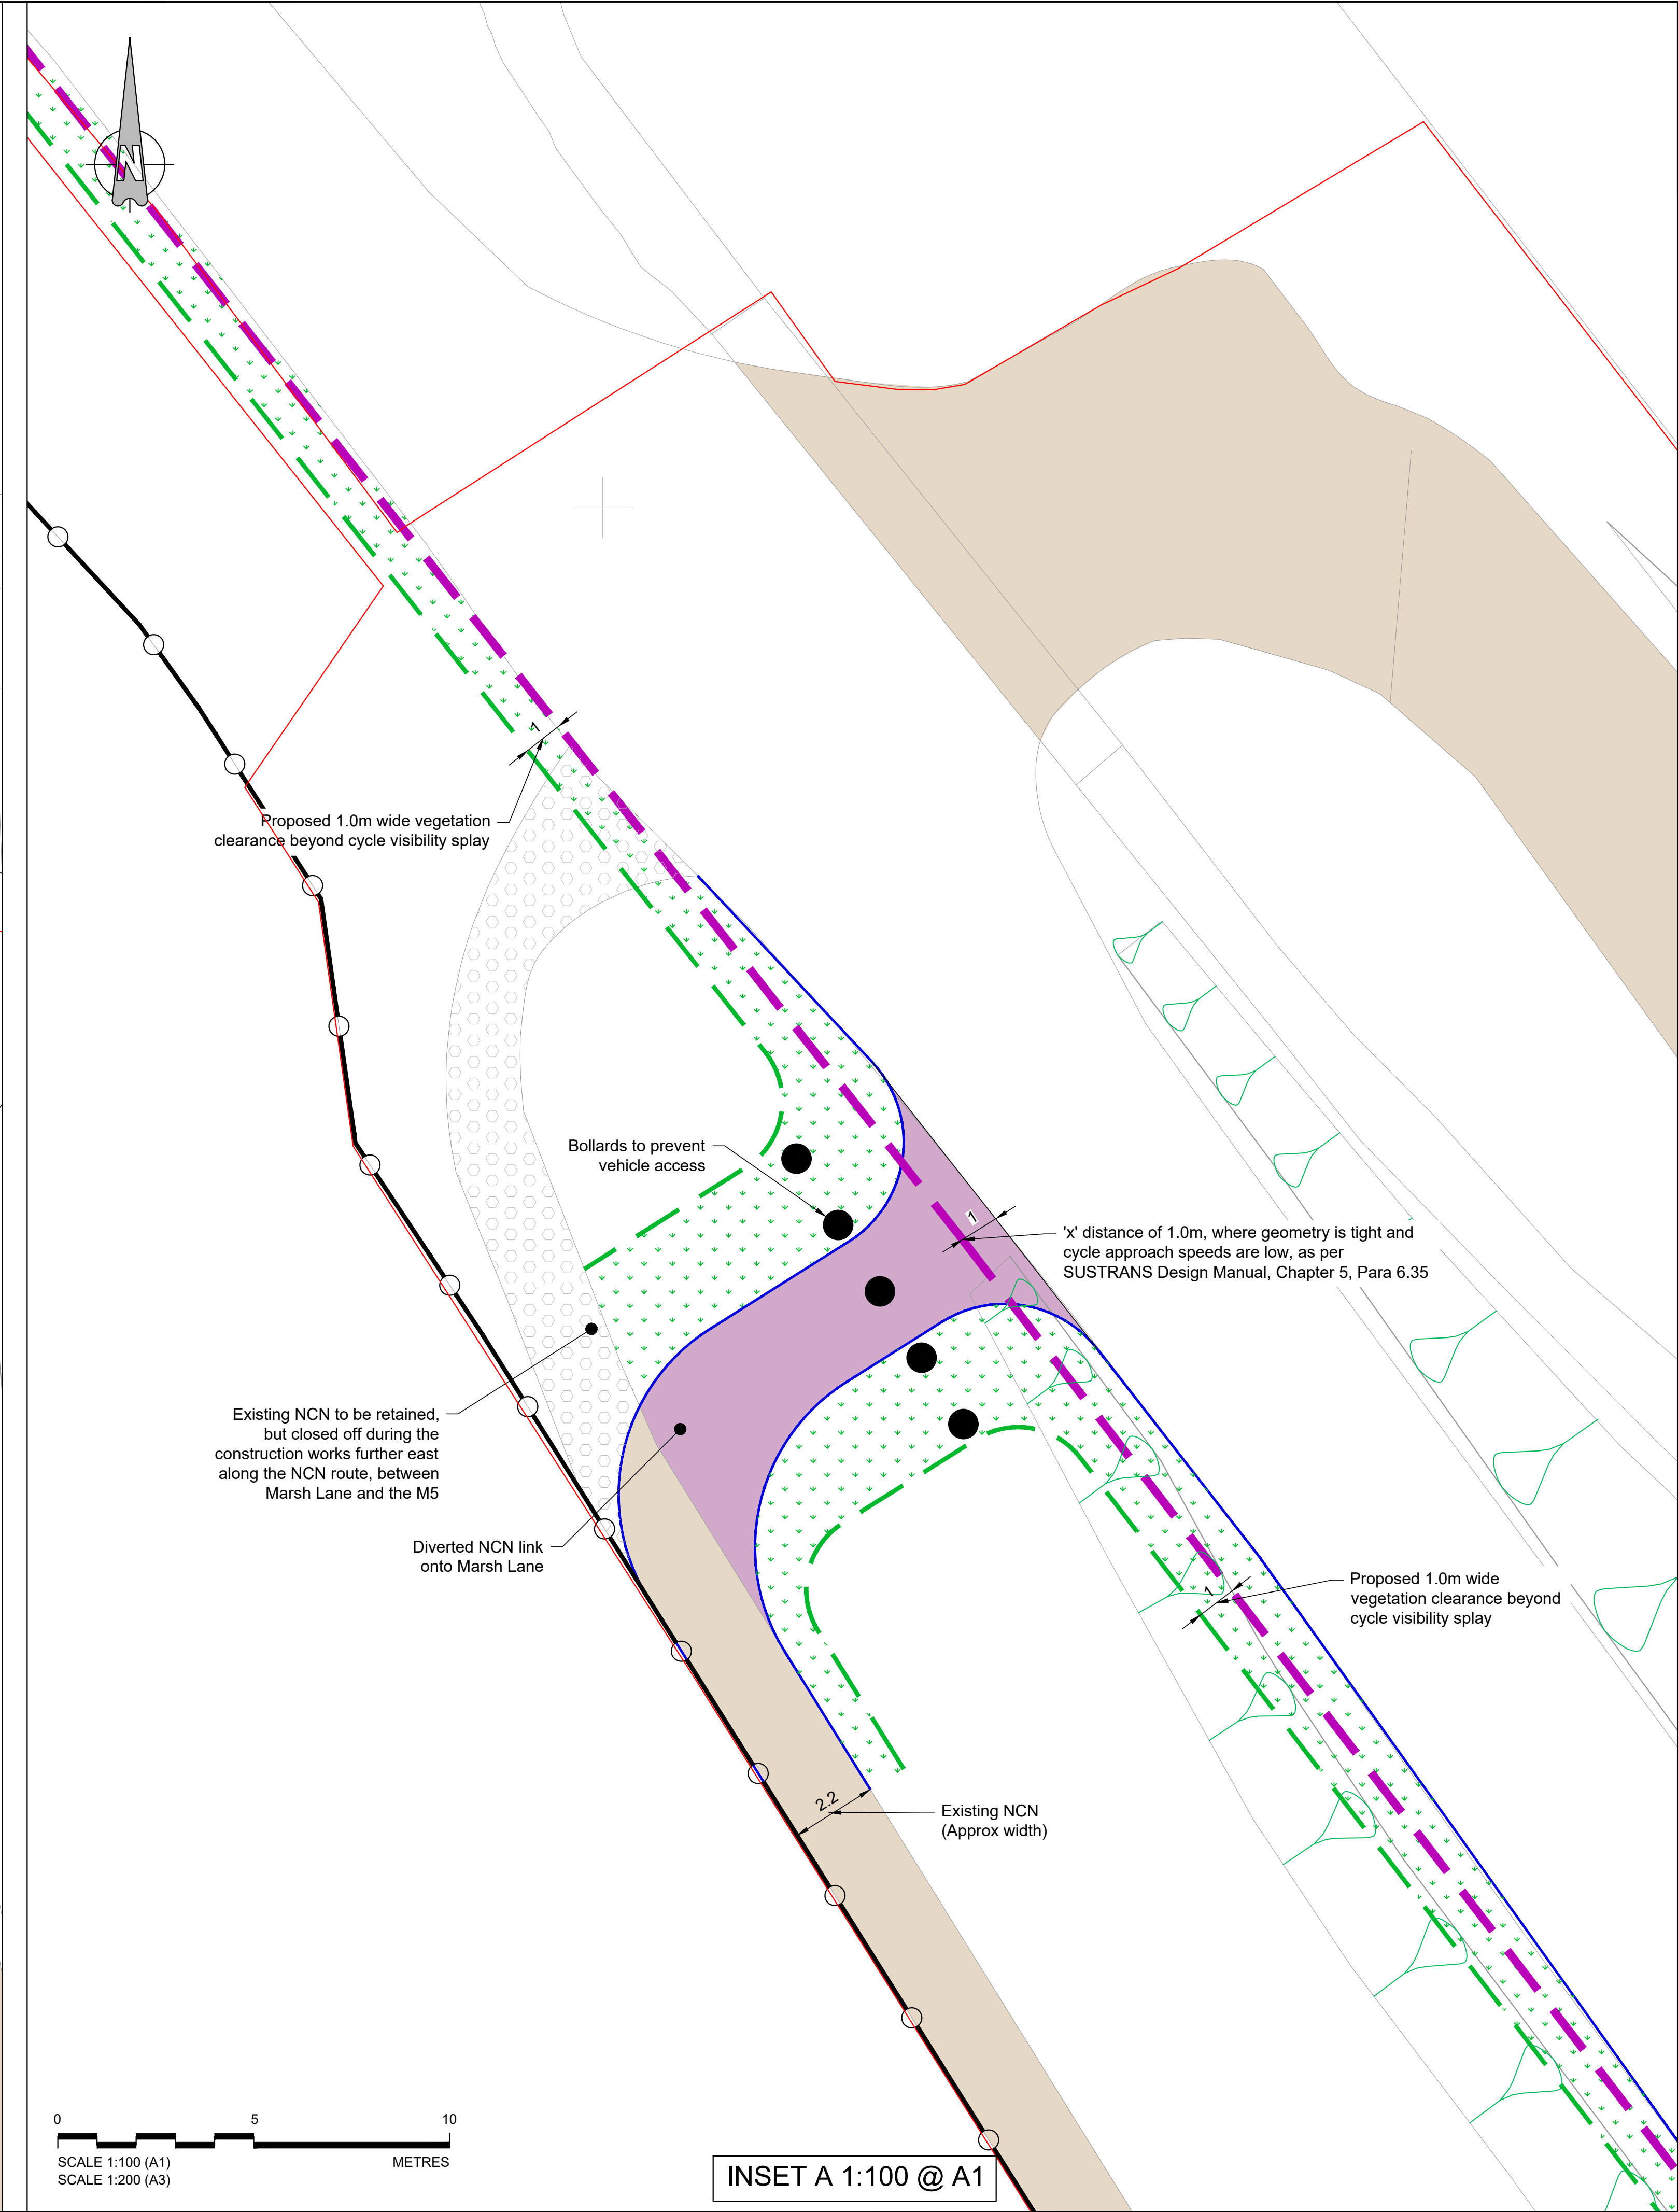 N
1
Proposed 1.0m wide vegetation
clearance beyond cycle visibility splay
Bollards to prevent
vehicle access
1
'x' distance of 1.0m, where geometry is tight and
cycle approach speeds are low, as per
SUSTRANS Design Manual, Chapter 5, Para 6.35
Existing NCN to be retained,
but closed off during the
construction works further east
along the NCN route, between
Marsh Lane and the M5
Diverted NCN link
onto Marsh Lane
1
Proposed 1.0m wide
vegetation clearance beyond
cycle visibility splay
2.2
Existing NCN
(Approx width)
0 5 10
SCALE 1:100 (A1) METRES
SCALE 1:200 (A3)
INSET A 1:100 @ A1